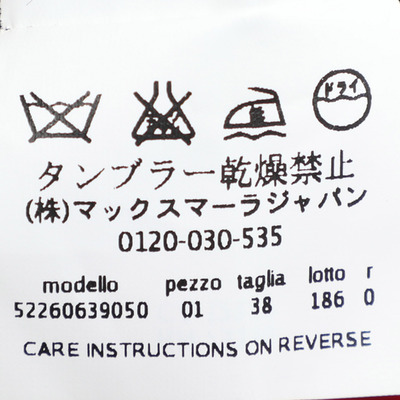 ドライ
タンブラー乾燥禁止
(株)マックスマーラジャパン
0120-030-535
modello pezzo taglia lotto r
52260639050 01 38 186 0
CARE INSTRUCTIONS ON REVERSE